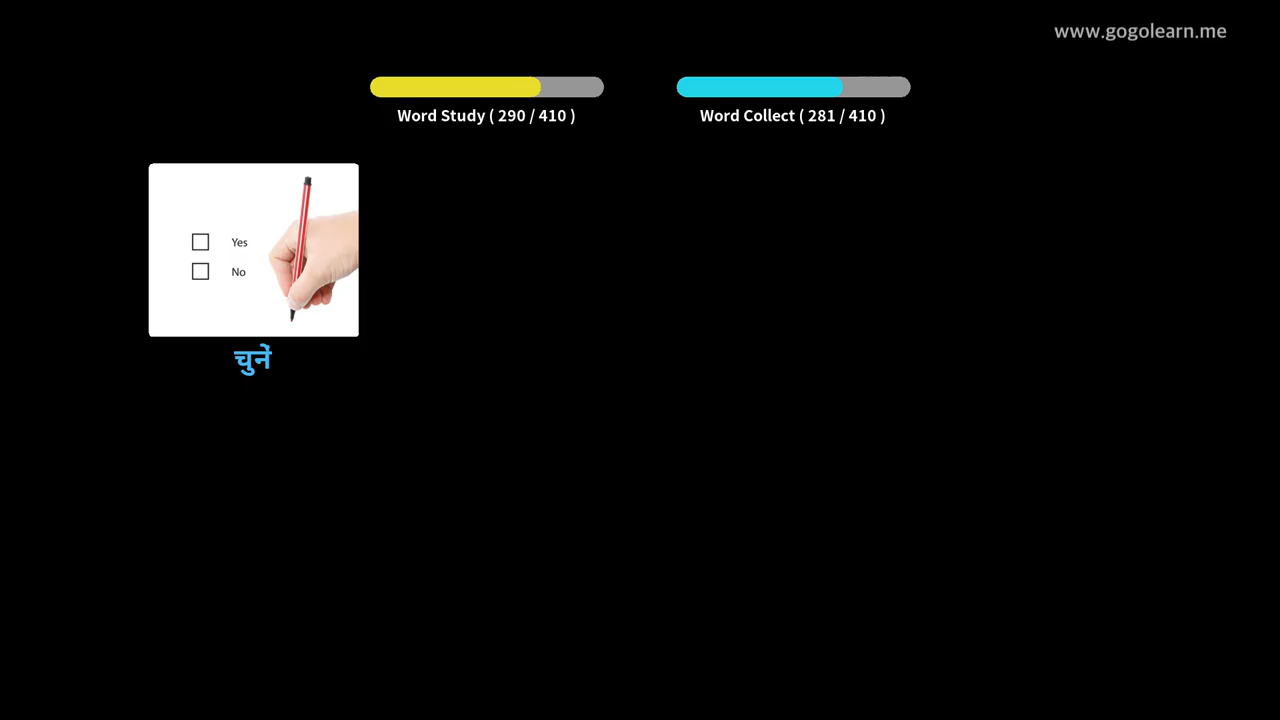 www.gogolearn.me
Word Study ( 290 / 410 )
Word Collect ( 281 / 410 )
Yes
No
चुनें